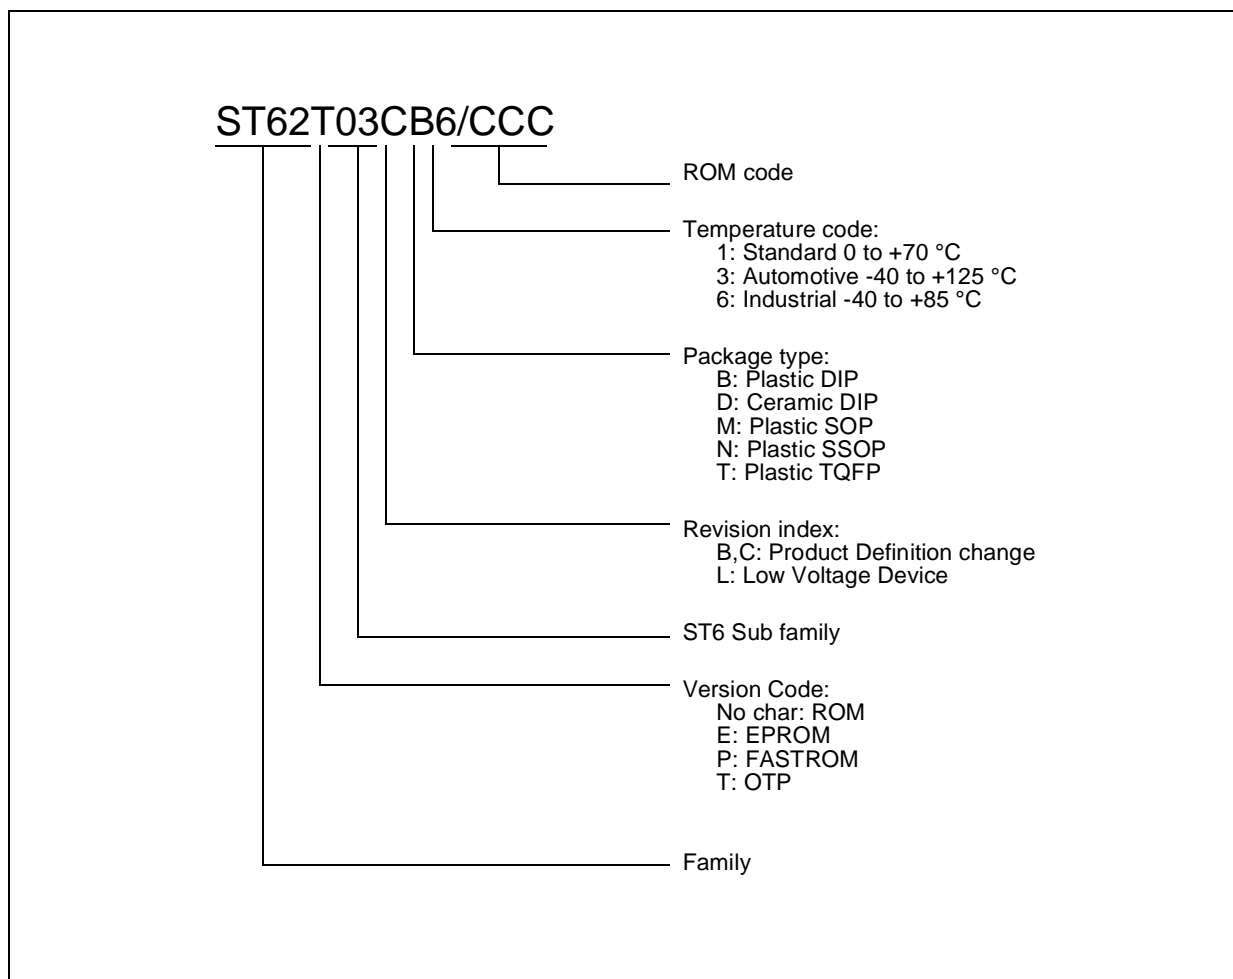 ST62T03CB6/CCC
ROM code
Temperature code:
1: Standard 0 to +70 °C
3: Automotive -40 to +125 °C
6: Industrial -40 to +85 °C
Package type:
B: Plastic DIP
D: Ceramic DIP
M: Plastic SOP
N: Plastic SSOP
T: Plastic TQFP
Revision index:
B,C: Product Definition change
L: Low Voltage Device
ST6 Sub family
Version Code:
No char: ROM
E: EPROM
P: FASTROM
T: OTP
Family